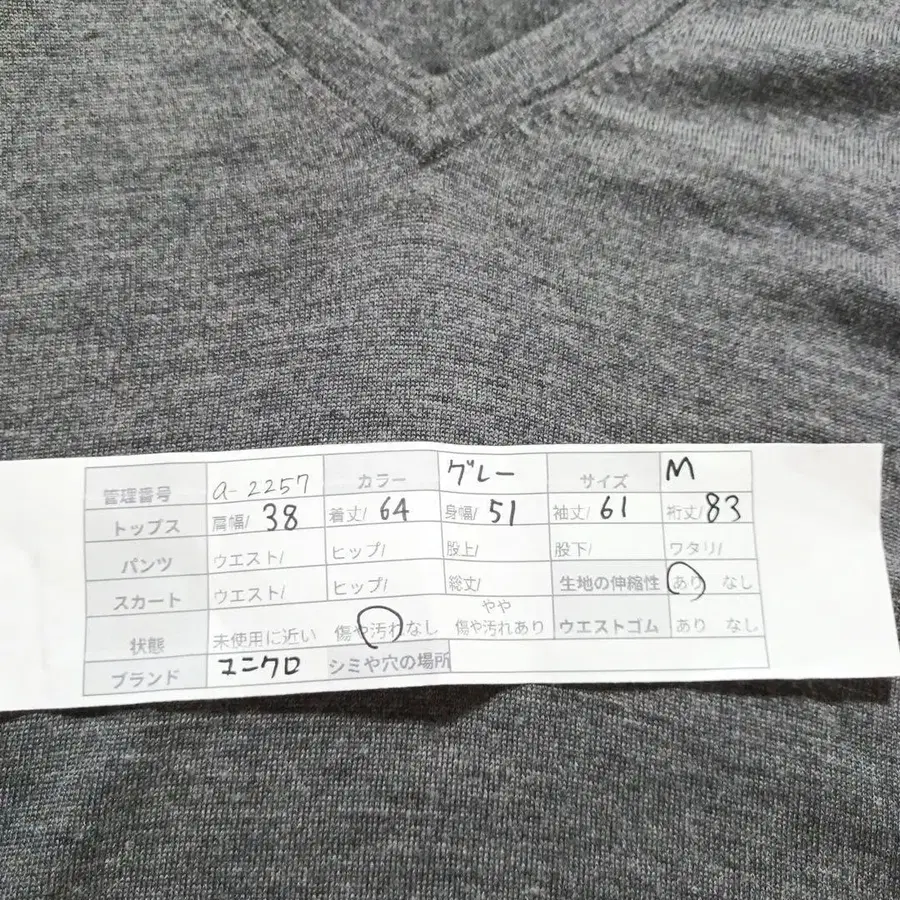 管理番号 a-2257 カラー グレー サイズ M
トップス 肩幅/ 38 着丈/ 64 身幅/ 51 袖丈/ 61 裄丈/ 83
パンツ ウエスト/ ヒップ/ 股上/ 股下/ ワタリ/
スカート ウエスト/ ヒップ/ 総丈/ 生地の伸縮性 あり なし
状態 未使用に近い 傷や汚れなし やや 傷や汚れあり ウエストゴム あり なし
ブランド ユニクロ シミや穴の場所